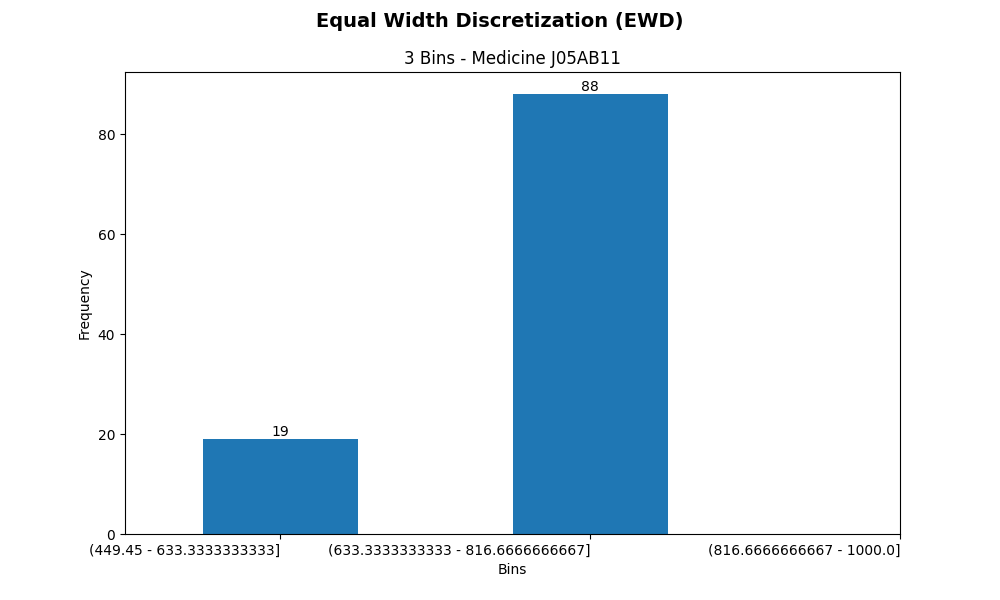 Equal Width Discretization (EWD)
3 Bins - Medicine J05AB11
88
80
60
Frequency
40
19
20
0
(449.45 - 633.3333333333] (633.3333333333 - 816.6666666667] (816.6666666667 - 1000.0]
Bins